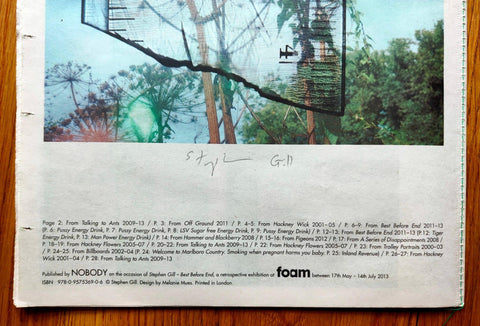 4
Stephen Gill
Page 2: From Talking to Ants 2009–13 / P. 3: From Off Ground 2011 / P. 4–5: From Hackney Wick 2001–05 / P. 6–9: From Best Before End 2011–13
(P. 6: Pussy Energy Drink, P. 7: Pussy Energy Drink, P. 8: LSV Sugar free Energy Drink, P. 9: Pussy Energy Drink) / P. 12–13: From Best Before End 2011–13 (P.12: Tiger
Energy Drink, P. 13: Man Power Energy Drink) / P. 14: From Hammer and Blackberry 2008 / P. 15–16: From Pigeons 2012 / P. 17: From A Series of Disappointments 2008 /
P. 18–19: From Hackney Flowers 2005–07 / P. 20–22: From Talking to Ants 2009–13 / P. 22: From Hackney Flowers 2005–07 / P. 23: From Trolley Portraits 2000–03
/ P. 24–25: From Billboards 2002–04 (P. 24: Welcome to Marlboro Country. Smoking when pregnant harms you baby, P. 25: Inland Revenue) / P. 26–27: From Hackney
Wick 2001–04 / P. 28: From Talking to Ants 2009–13
Published by NOBODY on the occasion of Stephen Gill – Best Before End, a retrospective exhibition at foam between 17th May – 14th July 2013
ISBN 978-0-9575369-0-6 © Stephen Gill. Design by Melanie Mues. Printed in London.